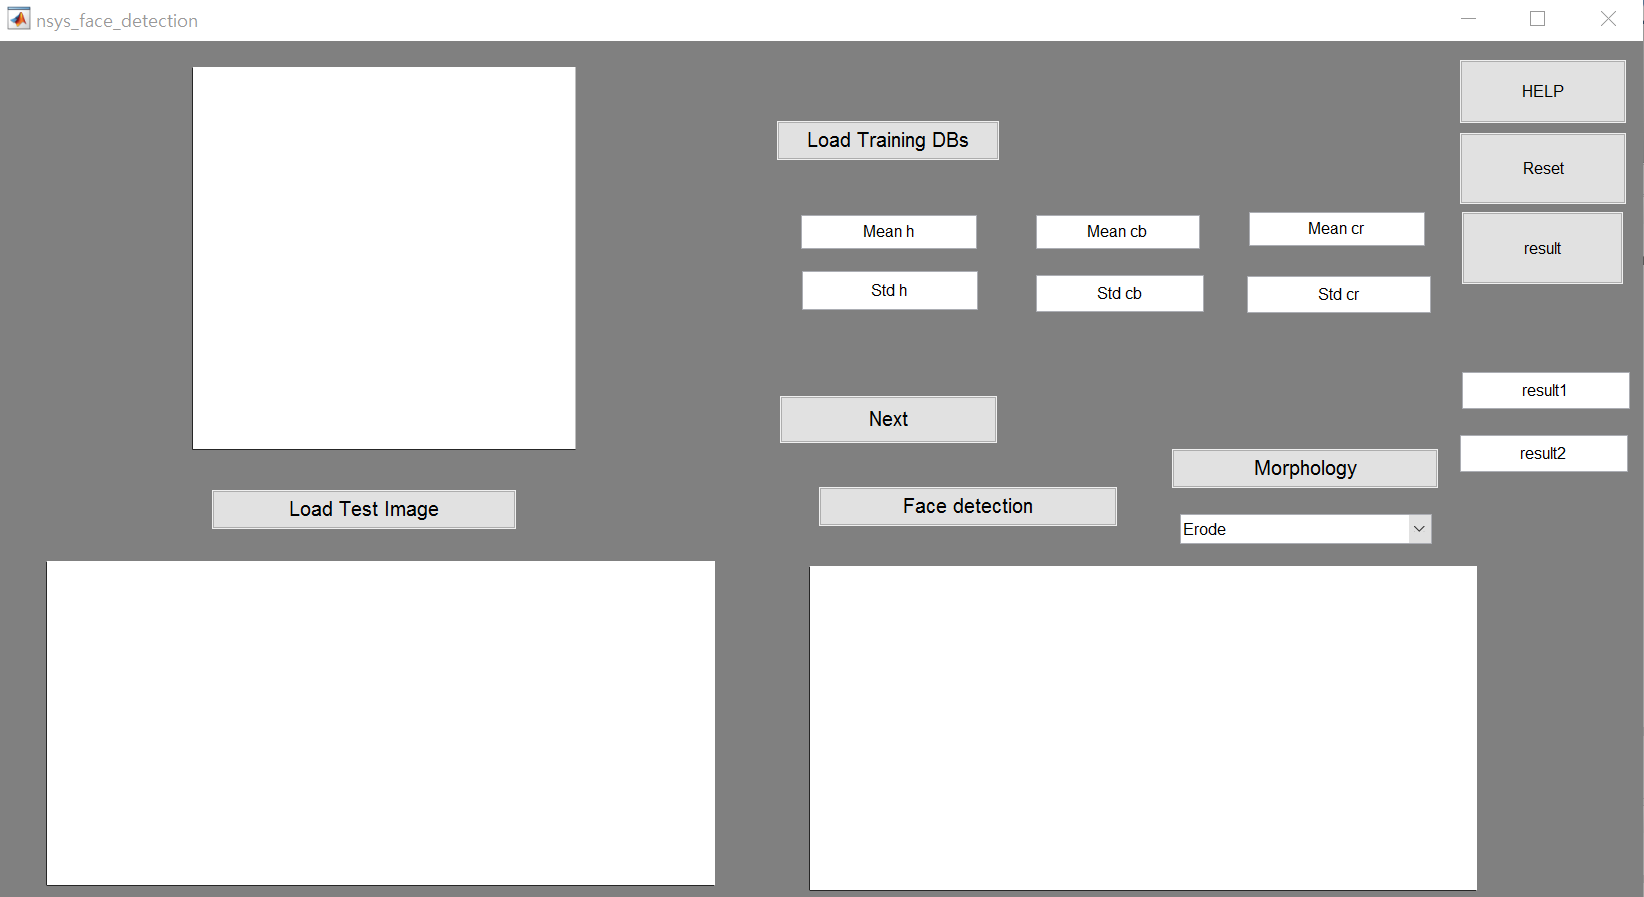 nsys_face_detection
HELP
Load Training DBs
Reset
Mean h
Mean cb
Mean cr
result
Std h
Std cb
Std cr
result1
Next
result2
Morphology
Load Test Image
Face detection
Erode